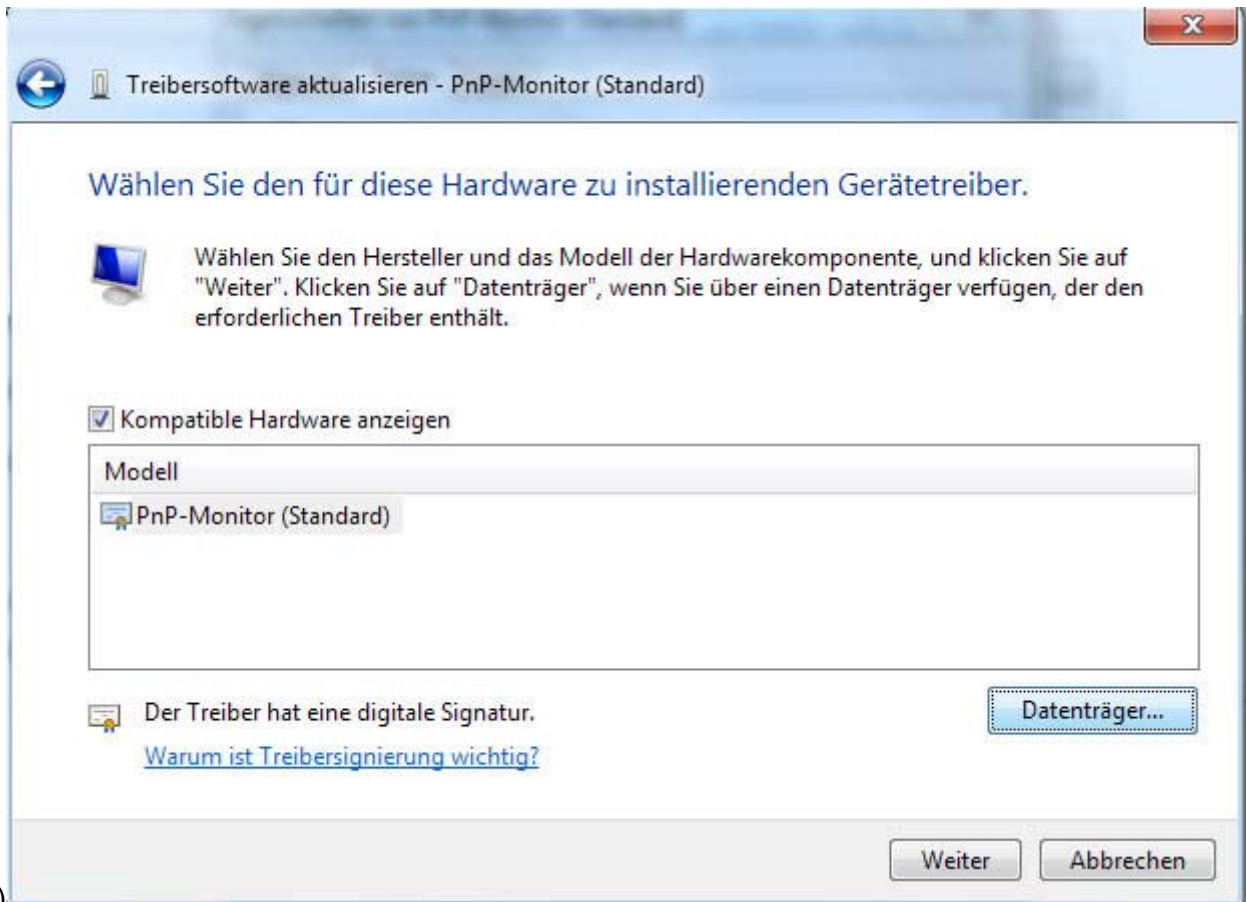 Treibersoftware aktualisieren - PnP-Monitor (Standard)
Wählen Sie den für diese Hardware zu installierenden Gerätetreiber.
Wählen Sie den Hersteller und das Modell der Hardwarekomponente, und klicken Sie auf
"Weiter". Klicken Sie auf "Datenträger", wenn Sie über einen Datenträger verfügen, der den
erforderlichen Treiber enthält.
Kompatible Hardware anzeigen
Modell
PnP-Monitor (Standard)
Der Treiber hat eine digitale Signatur.
Datenträger...
Warum ist Treibersignierung wichtig?
Weiter
Abbrechen
)